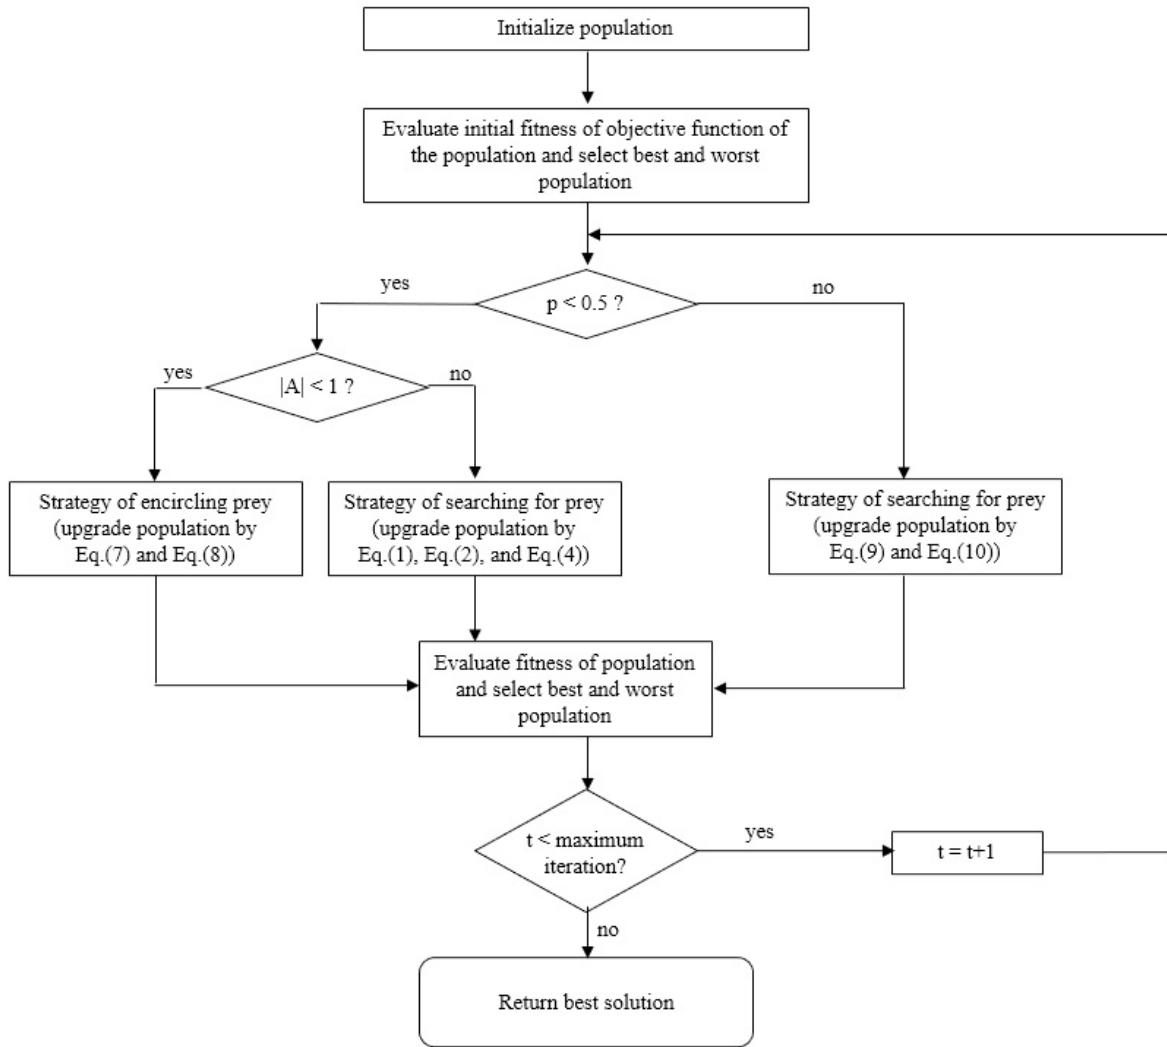 Initialize population
Evaluate initial fitness of objective function of
the population and select best and worst
population
yes
p < 0.5 ?
no
yes
|A| < 1 ?
no
Strategy of encircling prey
(upgrade population by
Eq.(7) and Eq.(8))
Strategy of searching for prey
(upgrade population by
Eq.(1), Eq.(2), and Eq.(4))
Strategy of searching for prey
(upgrade population by
Eq.(9) and Eq.(10))
Evaluate fitness of population
and select best and worst
population
t < maximum
iteration?
yes
t = t+1
no
Return best solution